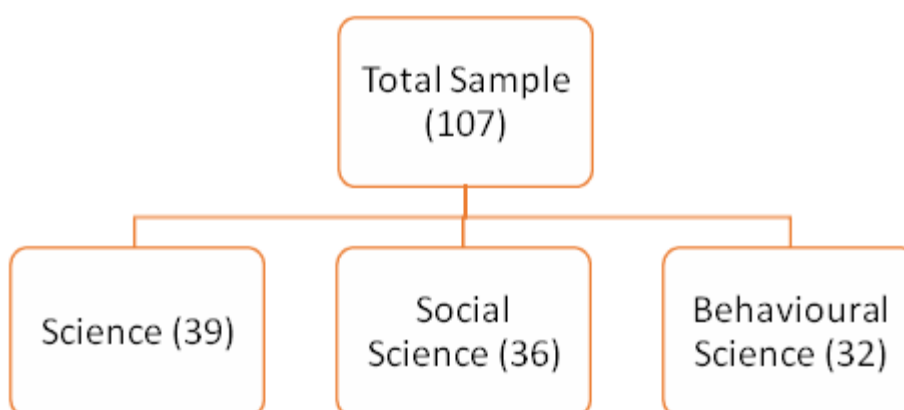 Total Sample
(107)
Science (39)
Social
Science (36)
Behavioural
Science (32)